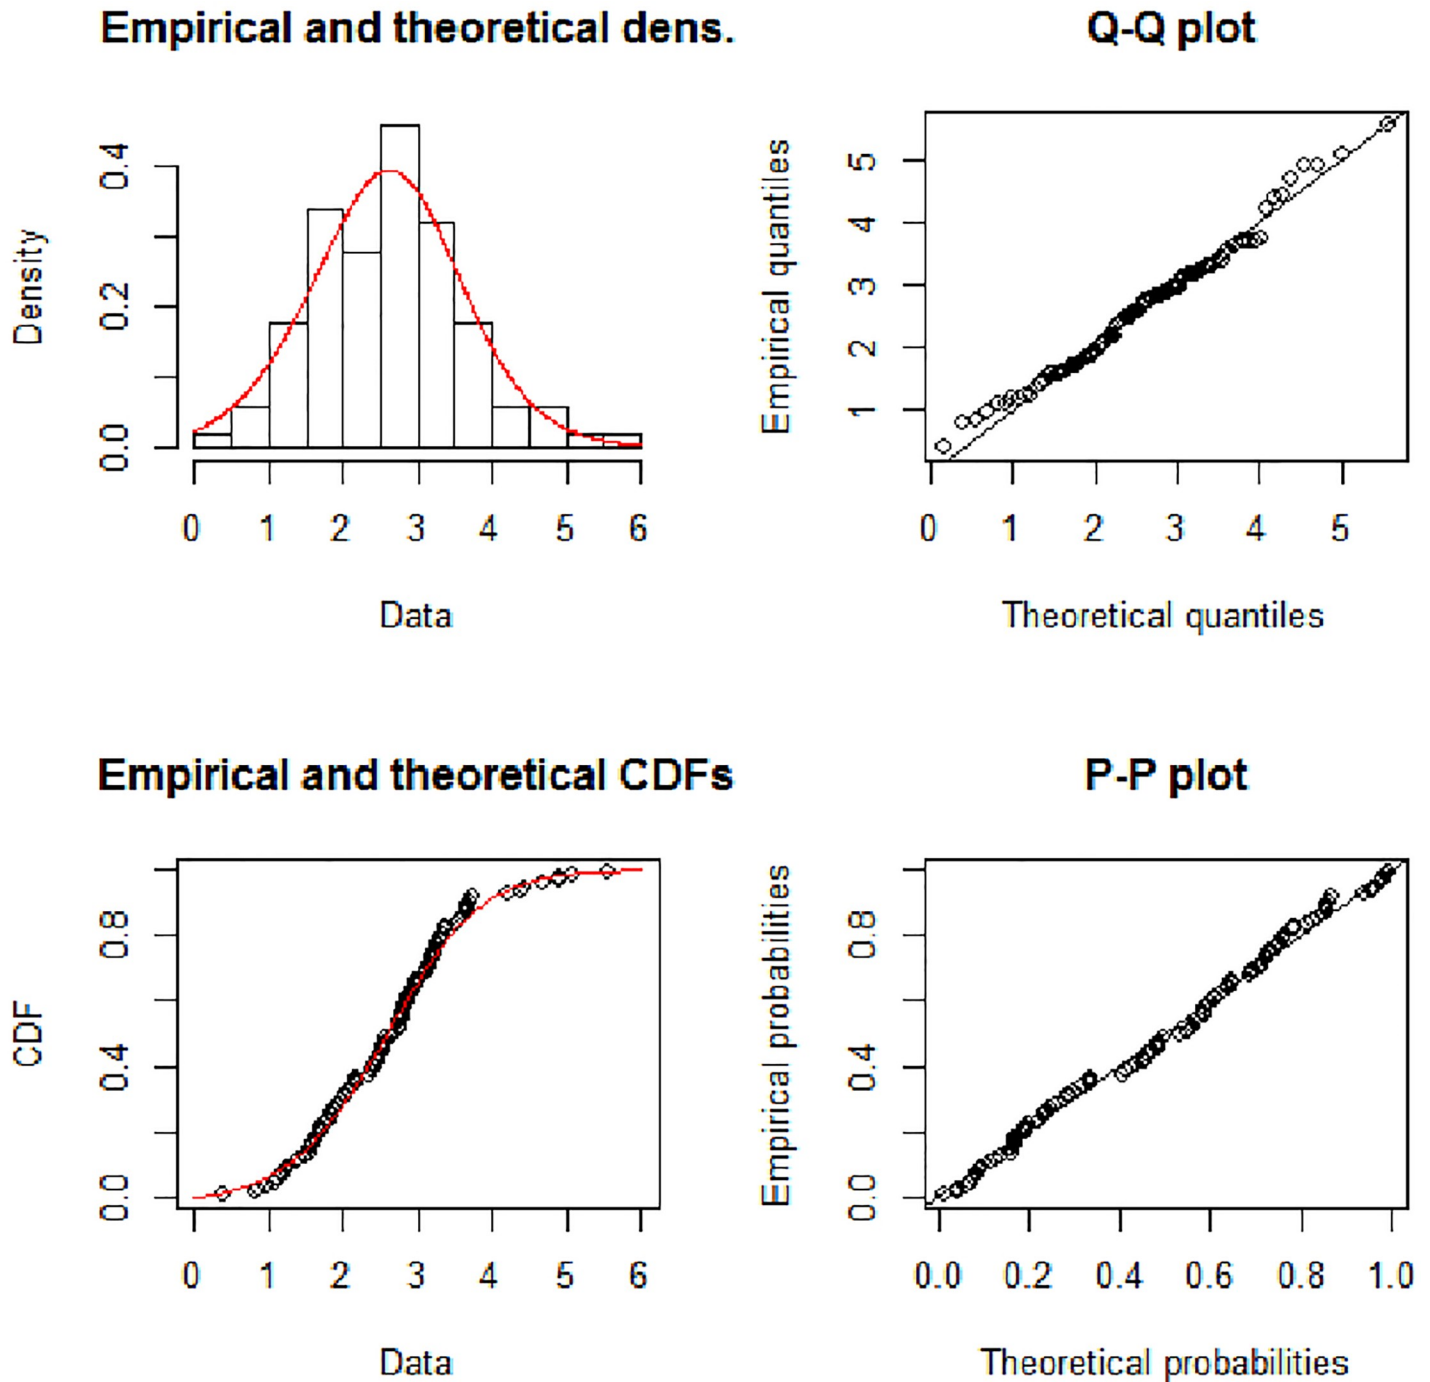 Empirical and theoretical dens.
Density
0.0 0.2 0.4
0 1 2 3 4 5 6
Data
Q-Q plot
Empirical quantiles
1 2 3 4 5
0 1 2 3 4 5
Theoretical quantiles
Empirical and theoretical CDFs
CDF
0.0 0.4 0.8
0 1 2 3 4 5 6
Data
P-P plot
Empirical probabilities
0.0 0.4 0.8
0.0 0.2 0.4 0.6 0.8 1.0
Theoretical probabilities